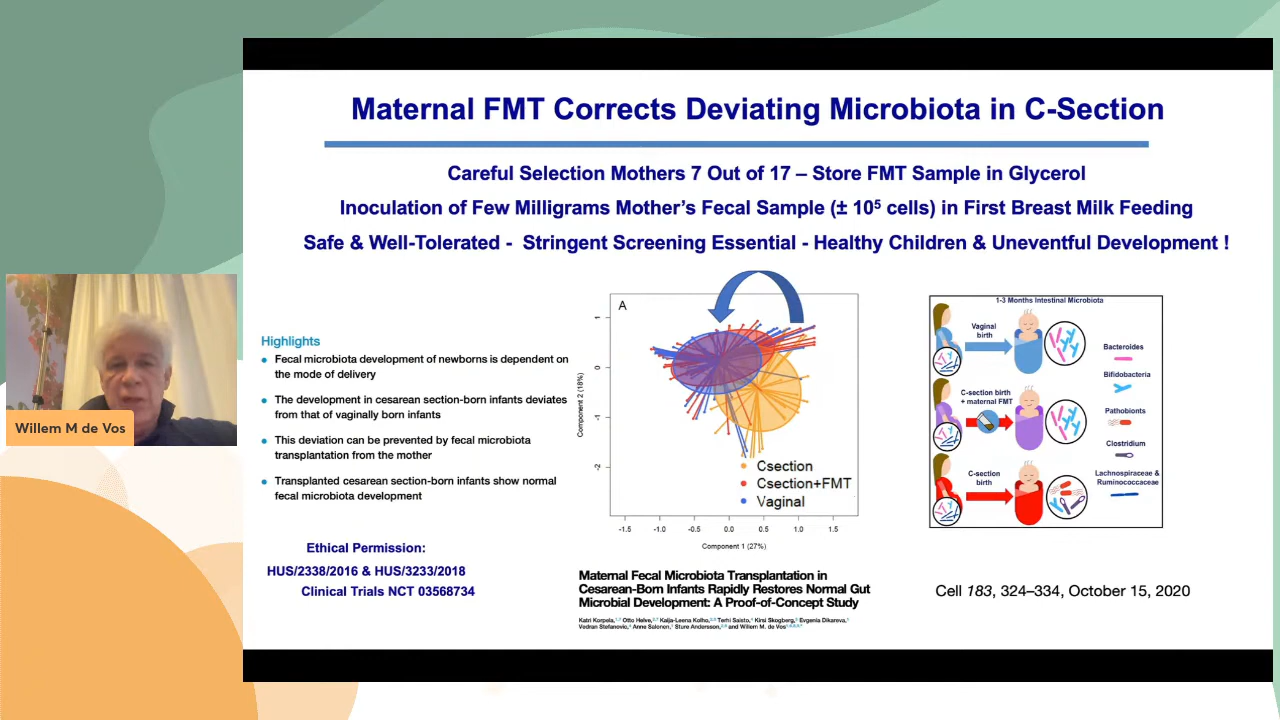 Maternal FMT Corrects Deviating Microbiota in C-Section
Careful Selection Mothers 7 Out of 17 – Store FMT Sample in Glycerol
Inoculation of Few Milligrams Mother's Fecal Sample (± 10⁵ cells) in First Breast Milk Feeding
Safe & Well-Tolerated - Stringent Screening Essential - Healthy Children & Uneventful Development !
Willem M de Vos
Highlights
Fecal microbiota development of newborns is dependent on
the mode of delivery
The development in cesarean section-born infants deviates
from that of vaginally born infants
This deviation can be prevented by fecal microbiota
transplantation from the mother
Transplanted cesarean section-born infants show normal
fecal microbiota development
Ethical Permission:
HUS/2338/2016 & HUS/3233/2018
Clinical Trials NCT 03568734
A
Component 2 (18%)
1
0
-1
-2
Csection
Csection+FMT
Vaginal
-1.5 -1.0 -0.5 0.0 0.5 1.0 1.5
Component 1 (27%)
1-3 Months Intestinal Microbiota
Vaginal
birth
C-section birth
+ maternal FMT
C-section
birth
Bacteroides
Bifidobacteria
Pathobionts
Clostridium
Lachnospiraceae &
Ruminococcaceae
Maternal Fecal Microbiota Transplantation in
Cesarean-Born Infants Rapidly Restores Normal Gut
Microbial Development: A Proof-of-Concept Study
Katri Korpela, Otto Helve, Kaija-Leena Kolho, Terhi Saisto, Kirsi Skogberg, Evgenia Dikareva,
Vedran Stefanovic, Anne Salonen, Sture Andersson, and Willem M. de Vos
Cell 183, 324–334, October 15, 2020